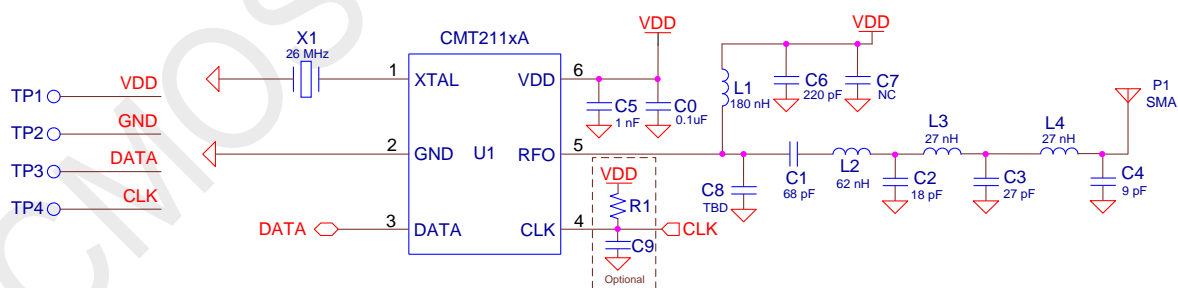 CMOS
TP1
VDD
TP2
GND
TP3
DATA
TP4
CLK
X1
26 MHz
CMT211xA
1
XTAL
VDD
6
2
GND
U1
RFO
5
DATA
3
DATA
CLK
4
VDD
C5
1 nF
C0
0.1uF
VDD
R1
C9
CLK
Optional
VDD
L1
180 nH
C6
220 pF
C7
NC
C8
TBD
C1
68 pF
L2
62 nH
C2
18 pF
L3
27 nH
C3
27 pF
L4
27 nH
C4
9 pF
P1
SMA